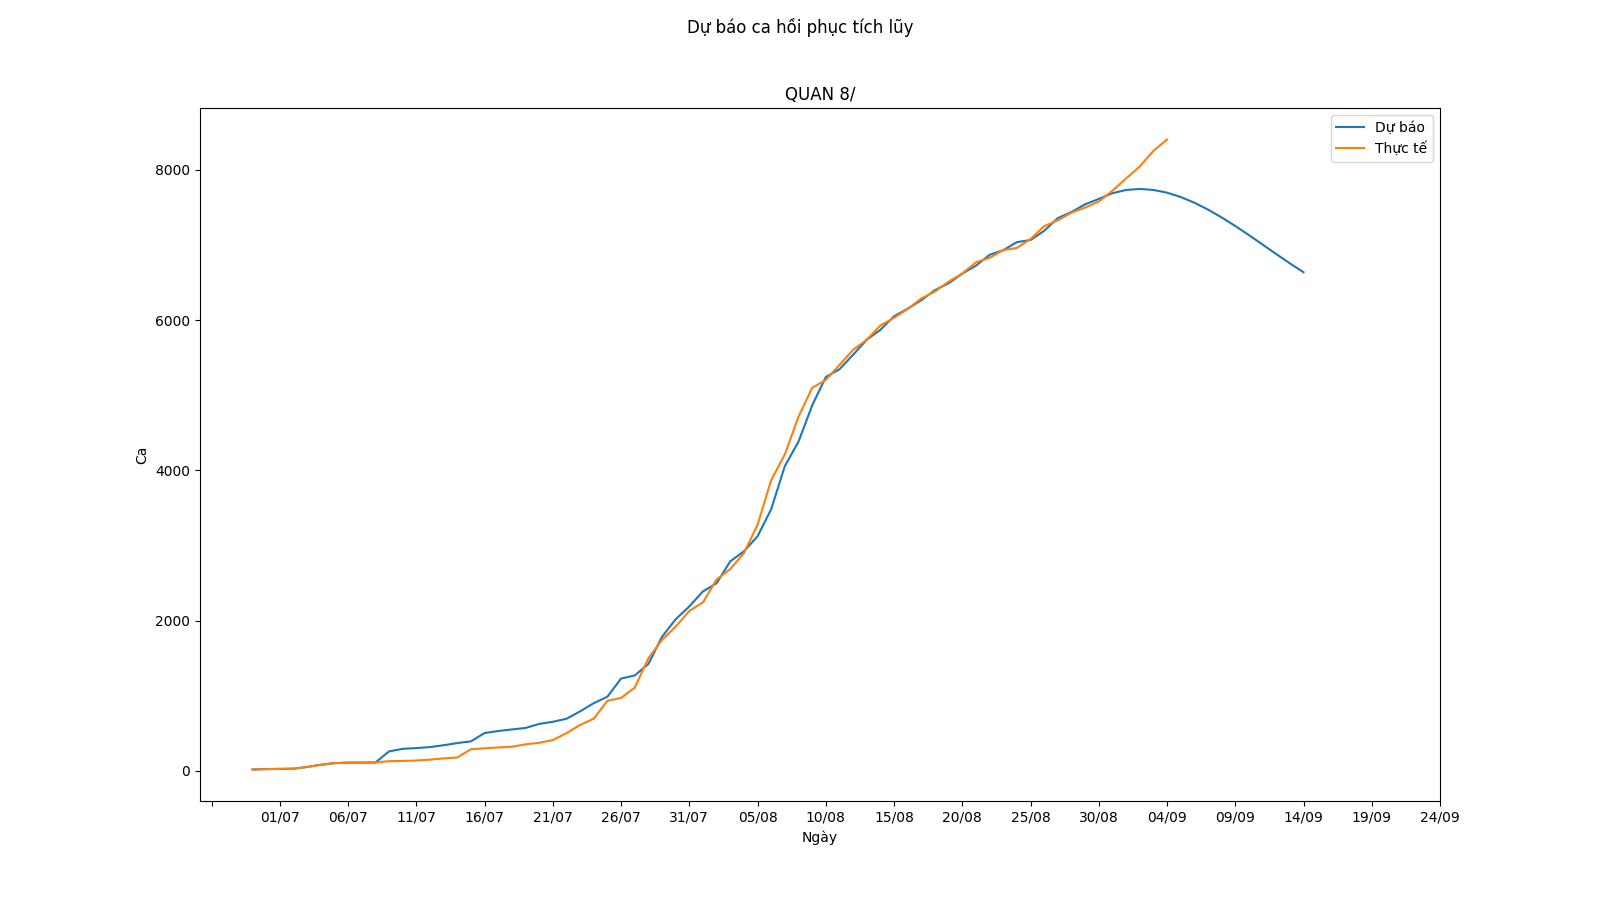 Dự báo ca hồi phục tích lũy
QUAN 8/
Dự báo
Thực tế
8000
6000
4000
2000
0
Ca
01/07 06/07 11/07 16/07 21/07 26/07 31/07 05/08 10/08 15/08 20/08 25/08 30/08 04/09 09/09 14/09 19/09 24/09
Ngày